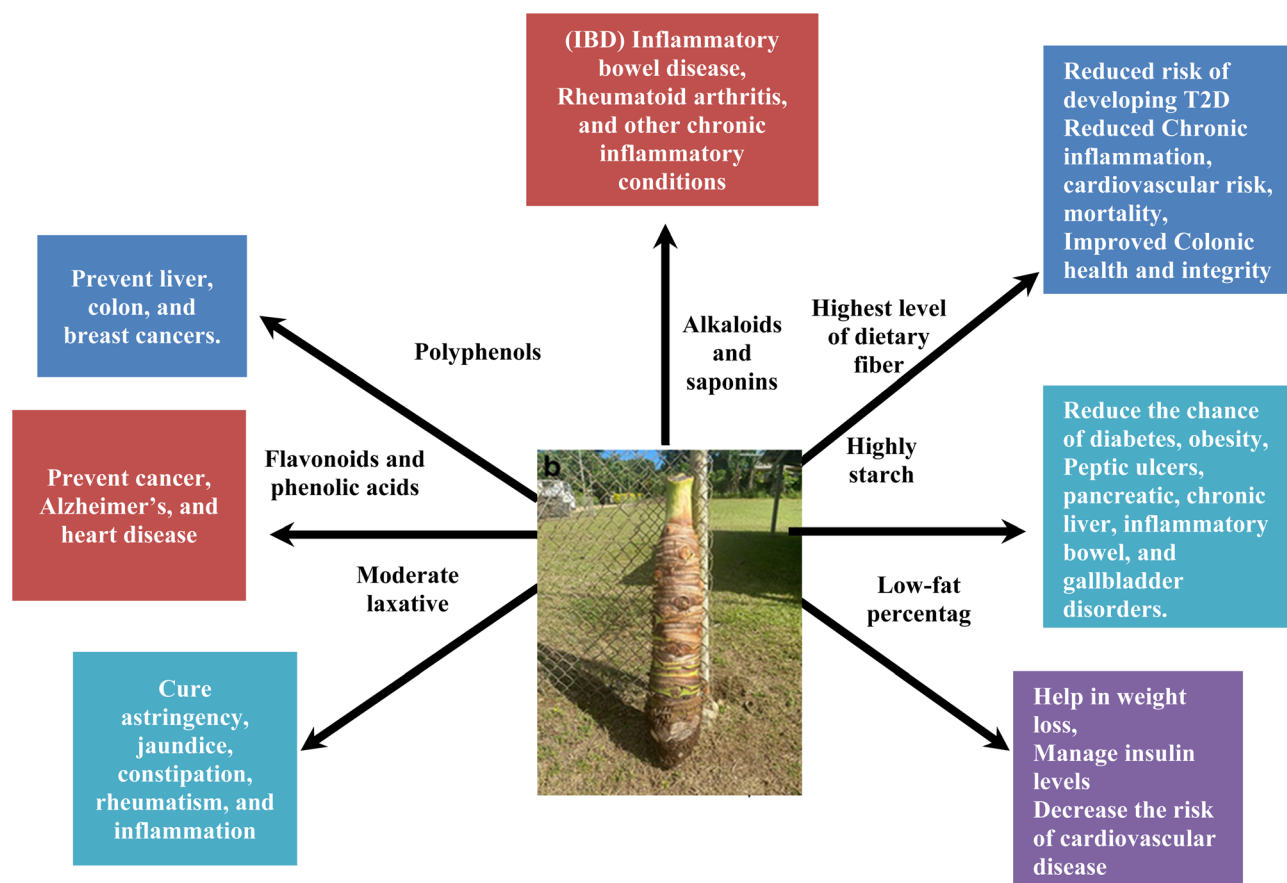 (IBD) Inflammatory
bowel disease,
Rheumatoid arthritis,
and other chronic
inflammatory
conditions
Reduced risk of
developing T2D
Reduced Chronic
inflammation,
cardiovascular risk,
mortality,
Improved Colonic
health and integrity
Prevent liver,
colon, and
breast cancers.
Polyphenols
Alkaloids
and
saponins
Highest level
of dietary
fiber
Prevent cancer,
Alzheimer’s, and
heart disease
Flavonoids and
phenolic acids
b
Highly
starch
Reduce the chance
of diabetes, obesity,
Peptic ulcers,
pancreatic, chronic
liver, inflammatory
bowel, and
gallbladder
disorders.
Moderate
laxative
Low-fat
percentag
Cure
astringency,
jaundice,
constipation,
rheumatism, and
inflammation
Help in weight
loss,
Manage insulin
levels
Decrease the risk
of cardiovascular
disease